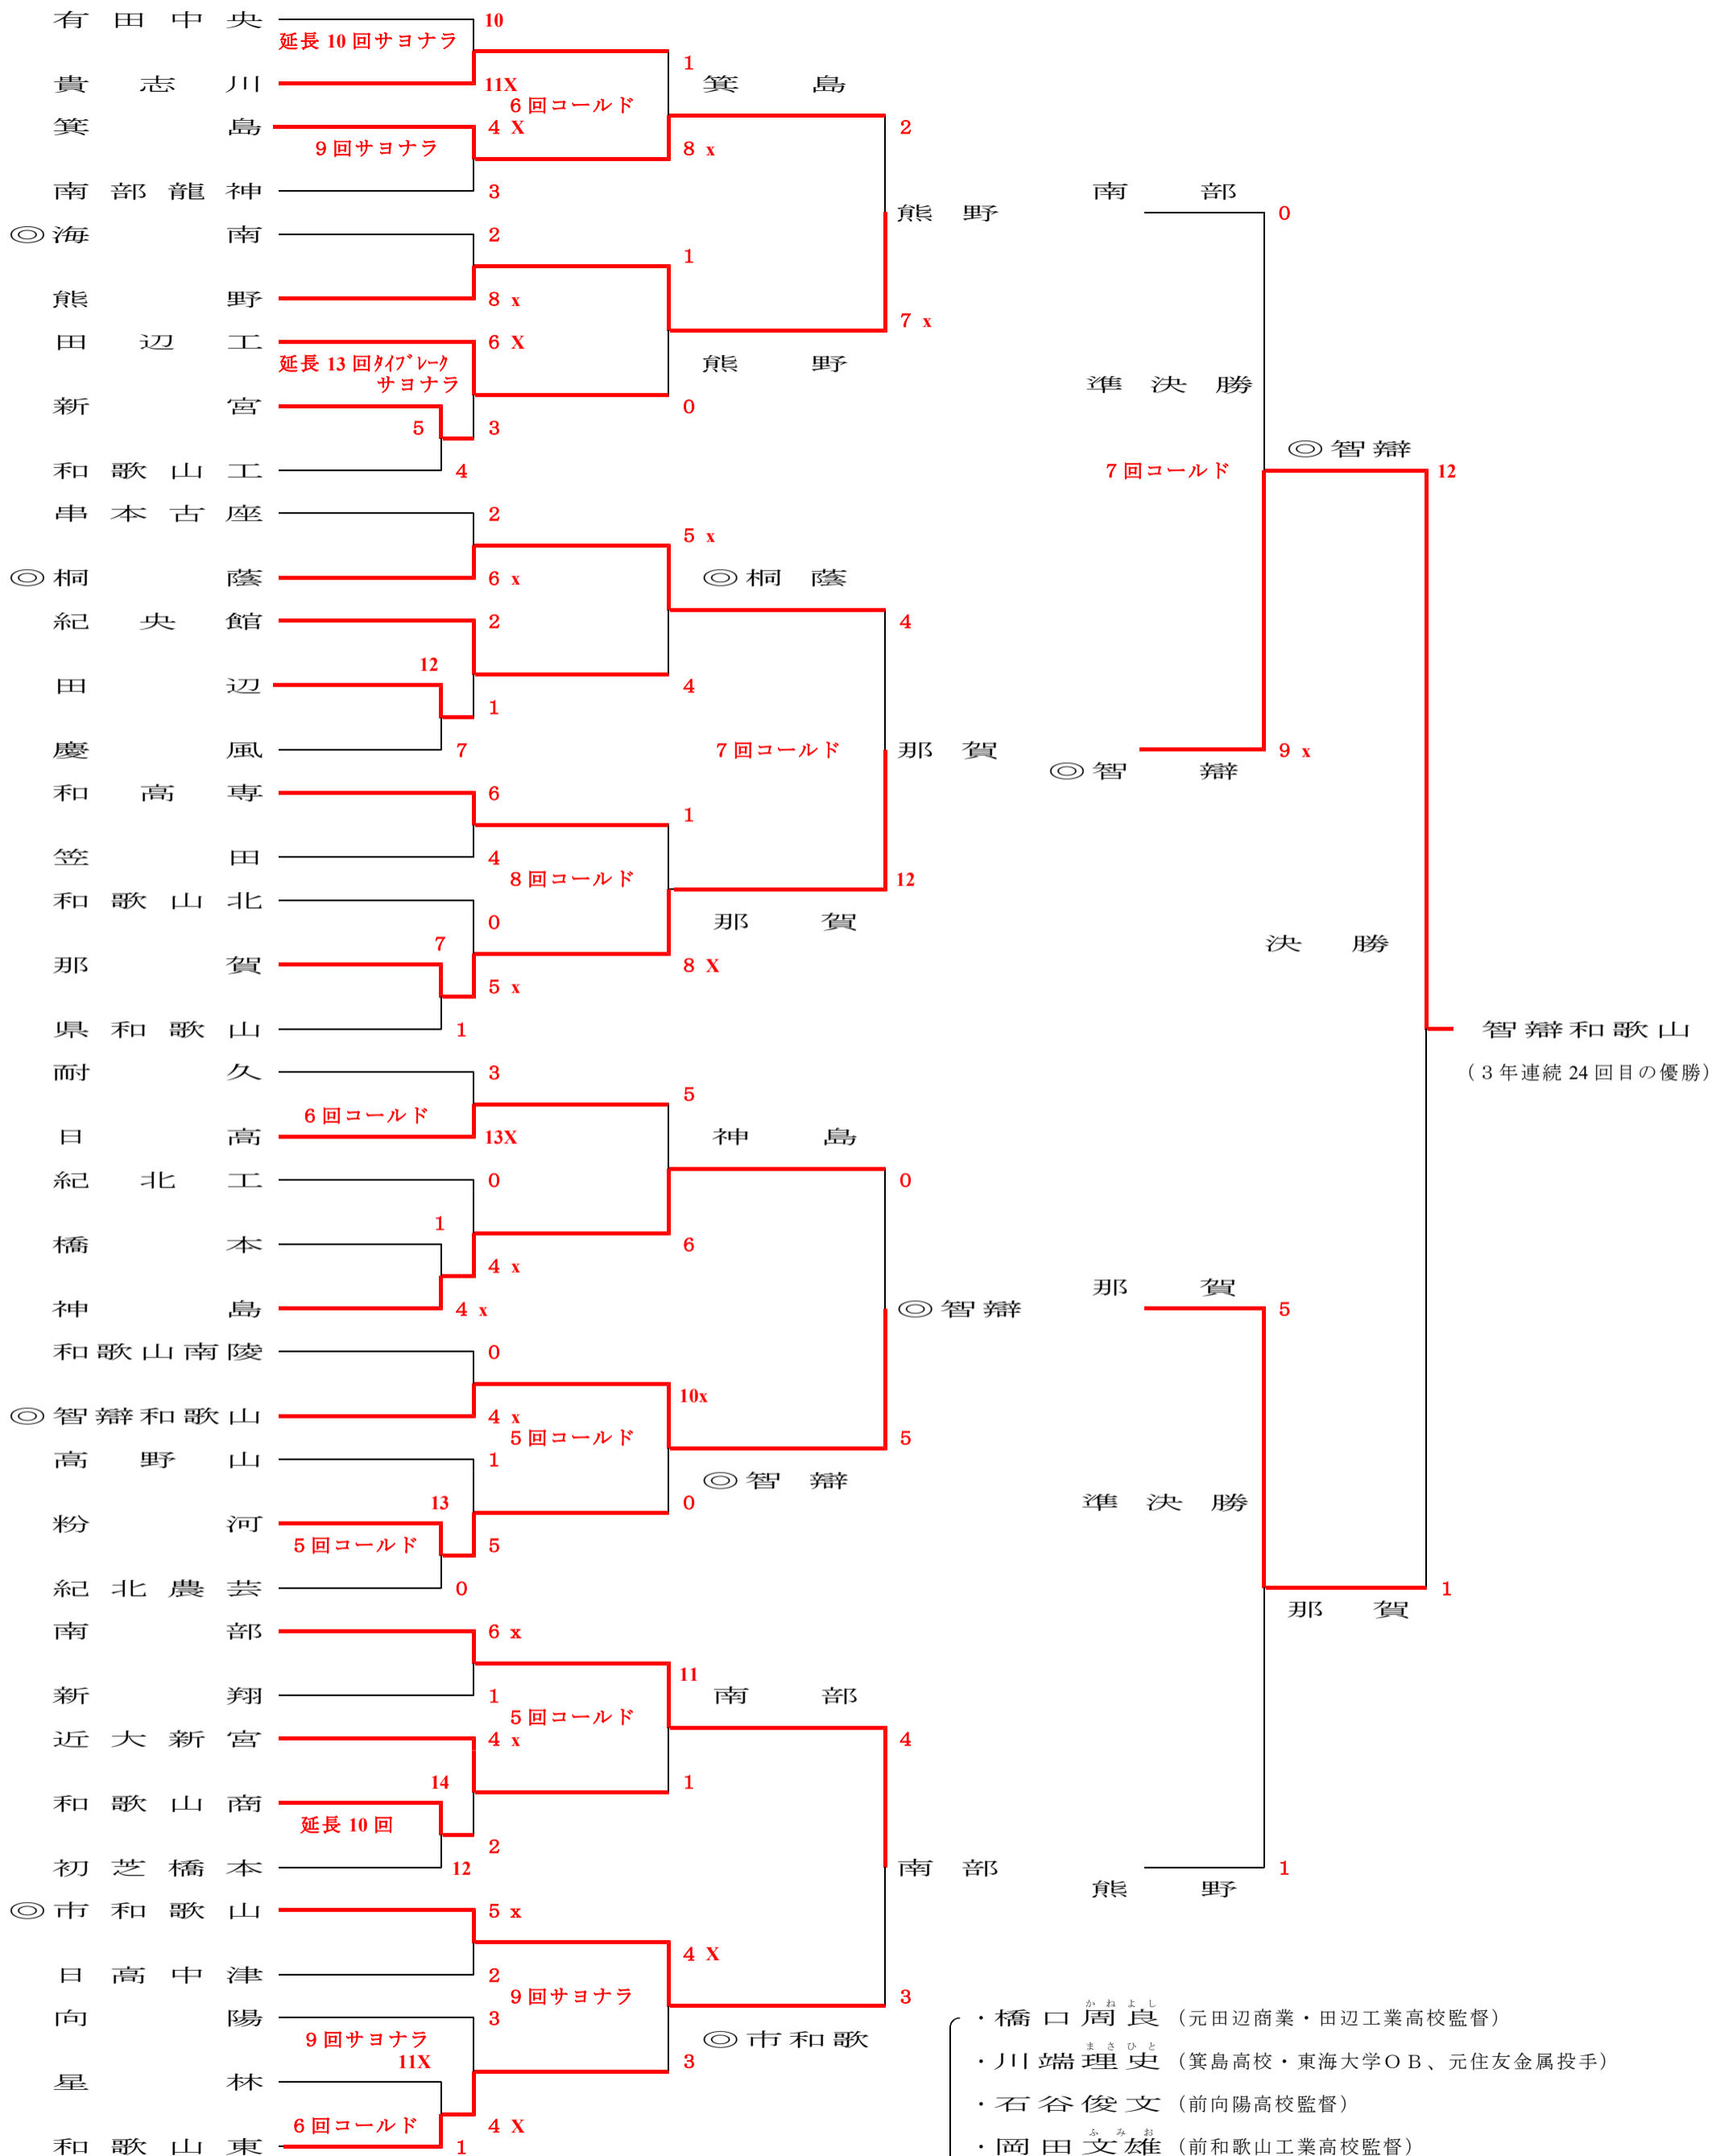 有田中央 10
延長10回サヨナラ
1
貴志川 11X
箕島
6回コールド
箕島 4 X
2
9回サヨナラ
8 x
南部龍神 3
南部
熊野
0
◎海南 2
1
熊野 8 x
7 x
田辺工 6 X
延長13回ﾀｲﾌﾞﾚｰｸ
サヨナラ
熊野
準決勝
新宮
0
5
3
◎智辯
和歌山工 4
7回コールド
12
串本古座 2
5 x
◎桐蔭 6 x
◎桐蔭
紀央館 2
4
12
田辺
4
1
慶風 7
7回コールド
那賀
9 x
◎智辯
和高専 6
1
笠田 4
8回コールド
12
和歌山北
0
那賀
7
決勝
那賀
8 X
5 x
県和歌山 1
智辯和歌山
耐久 3
(3年連続24回目の優勝)
5
6回コールド
日高 13X
神島
紀北工 0
0
1
橋本
6
4 x
那賀
神島 4 x
◎智辯
5
和歌山南陵 0
10x
◎智辯和歌山 4 x
5回コールド
5
高野山 1
◎智辯
13
0
準決勝
粉河
5回コールド
5
紀北農芸 0
1
那賀
南部 6 x
11
新翔 1
南部
5回コールド
近大新宮 4 x
4
14
1
和歌山商
延長10回
2
初芝橋本 12
南部
1
熊野
◎市和歌山 5 x
4 X
日高中津 2
9回サヨナラ
3
向陽 3
かねよし
・橋口周良（元田辺商業・田辺工業高校監督）
9回サヨナラ
◎市和歌
11X
3
まさひと
・川端理史（箕島高校・東海大学ＯＢ、元住友金属投手）
星林
・石谷俊文（前向陽高校監督）
6回コールド
4 X
ふみお
和歌山東 1
・岡田文雄（前和歌山工業高校監督）